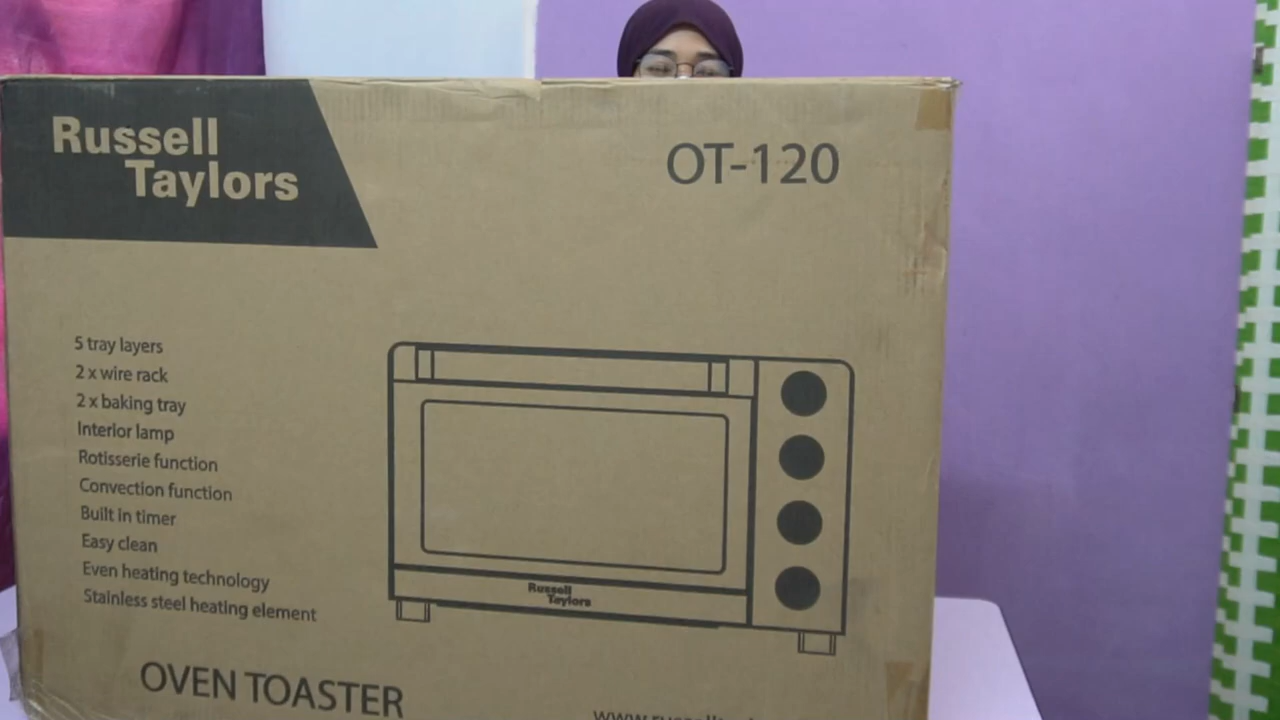 Russell
Taylors
OT-120
5 tray layers
2 x wire rack
2 x baking tray
Interior lamp
Rotisserie function
Convection function
Built in timer
Easy clean
Even heating technology
Stainless steel heating element
Russell
Taylors
OVEN TOASTER